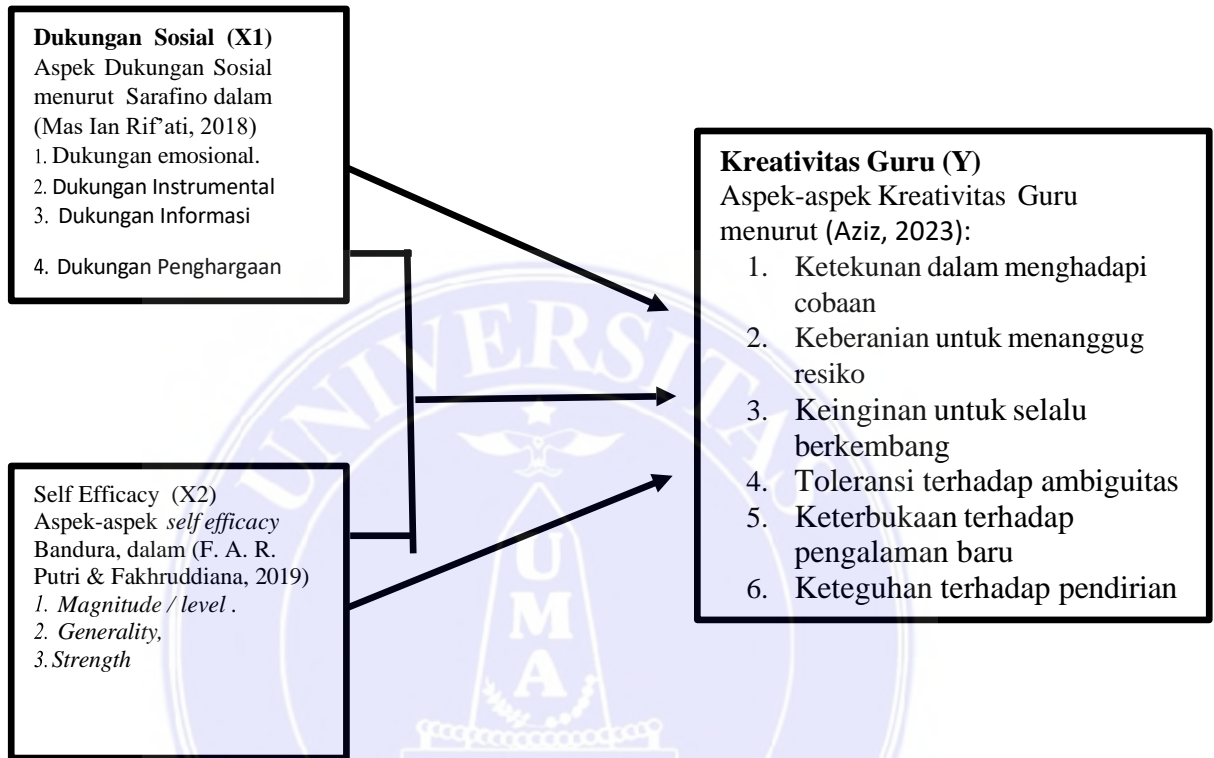 Dukungan Sosial (X1)
Aspek Dukungan Sosial
menurut Sarafino dalam
(Mas Ian Rif’ati, 2018)
1. Dukungan emosional.
2. Dukungan Instrumental
3. Dukungan Informasi
4. Dukungan Penghargaan
Kreativitas Guru (Y)
Aspek-aspek Kreativitas Guru
menurut (Aziz, 2023):
1. Ketekunan dalam menghadapi
cobaan
2. Keberanian untuk menanggug
resiko
3. Keinginan untuk selalu
berkembang
4. Toleransi terhadap ambiguitas
5. Keterbukaan terhadap
pengalaman baru
6. Keteguhan terhadap pendirian
Self Efficacy (X2)
Aspek-aspek self efficacy
Bandura, dalam (F. A. R.
Putri & Fakhruddiana, 2019)
1. Magnitude / level .
2. Generality,
3. Strength
UNIVERSITA
UMA